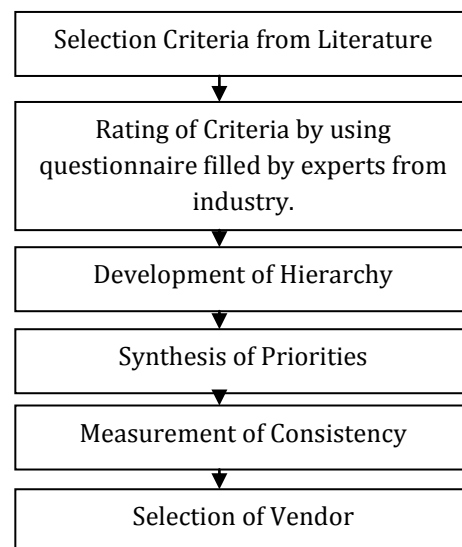 Selection Criteria from Literature
Rating of Criteria by using
questionnaire filled by experts from
industry.
Development of Hierarchy
Synthesis of Priorities
Measurement of Consistency
Selection of Vendor